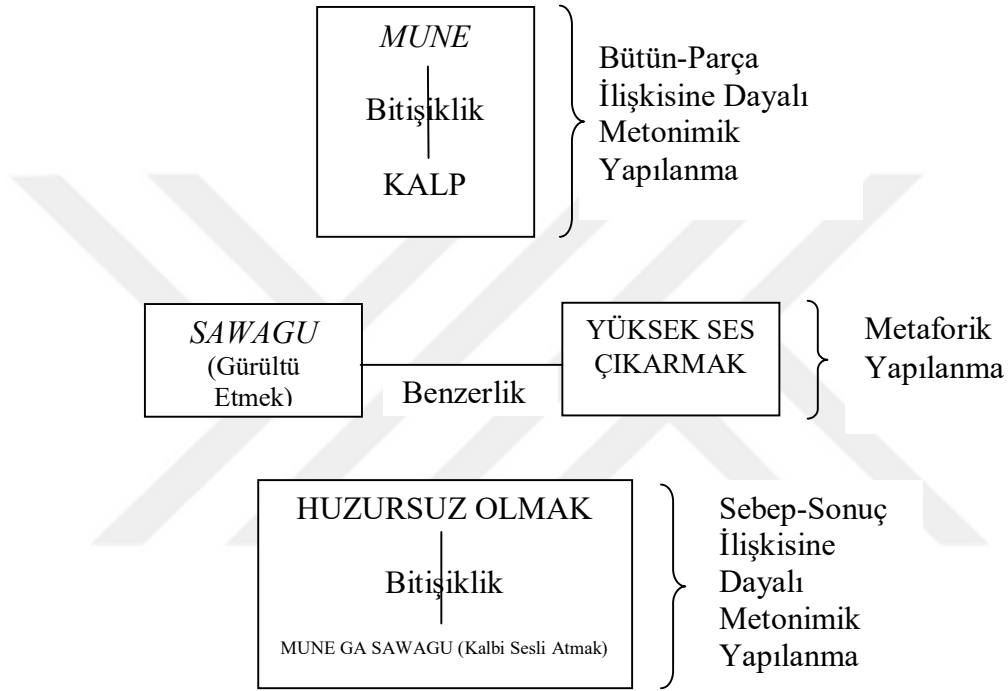 MUNE
Bitişiklik
KALP
Bütün-Parça
İlişkisine Dayalı
Metonimik
Yapılanma
SAWAGU
(Gürültü
Etmek)
Benzerlik
YÜKSEK SES
ÇIKARMAK
Metaforik
Yapılanma
HUZURSUZ OLMAK
Bitişiklik
MUNE GA SAWAGU (Kalbi Sesli Atmak)
Sebep-Sonuç
İlişkisine
Dayalı
Metonimik
Yapılanma